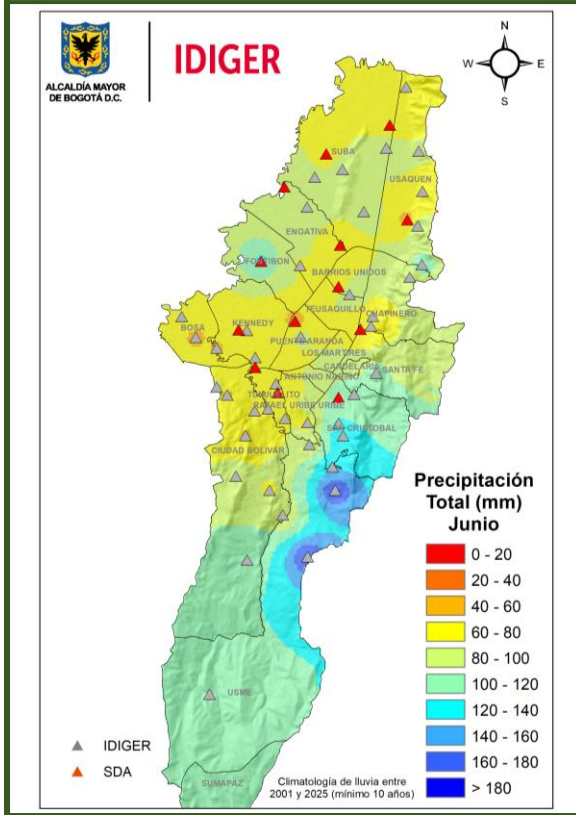 ALCALDÍA MAYOR
DE BOGOTÁ D.C.
IDIGER
N
W
E
S
SUBA
USAQUEN
ENGATIVA
FONTIBON
BARRIOS UNIDOS
TEUSAQUILLO
CHAPINERO
BOSA
KENNEDY
PUENTE ARANDA
LOS MARTIRES
CANDELARIA
SANTA FE
ANTONIO NARIÑO
TUNJUELITO
RAFAEL URIBE URIBE
SAN CRISTOBAL
CIUDAD BOLIVAR
USME
SUMAPAZ
Precipitación
Total (mm)
Junio
0 - 20
20 - 40
40 - 60
60 - 80
80 - 100
100 - 120
120 - 140
140 - 160
160 - 180
> 180
IDIGER
SDA
Climatología de lluvia entre
2001 y 2025 (mínimo 10 años)